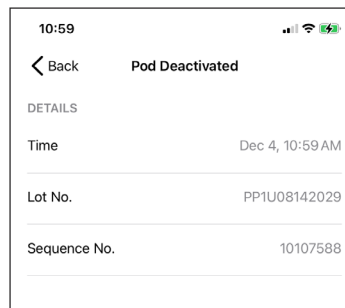 10:59
Back Pod Deactivated
DETAILS
Time Dec 4, 10:59 AM
Lot No. PP1U08142029
Sequence No. 10107588